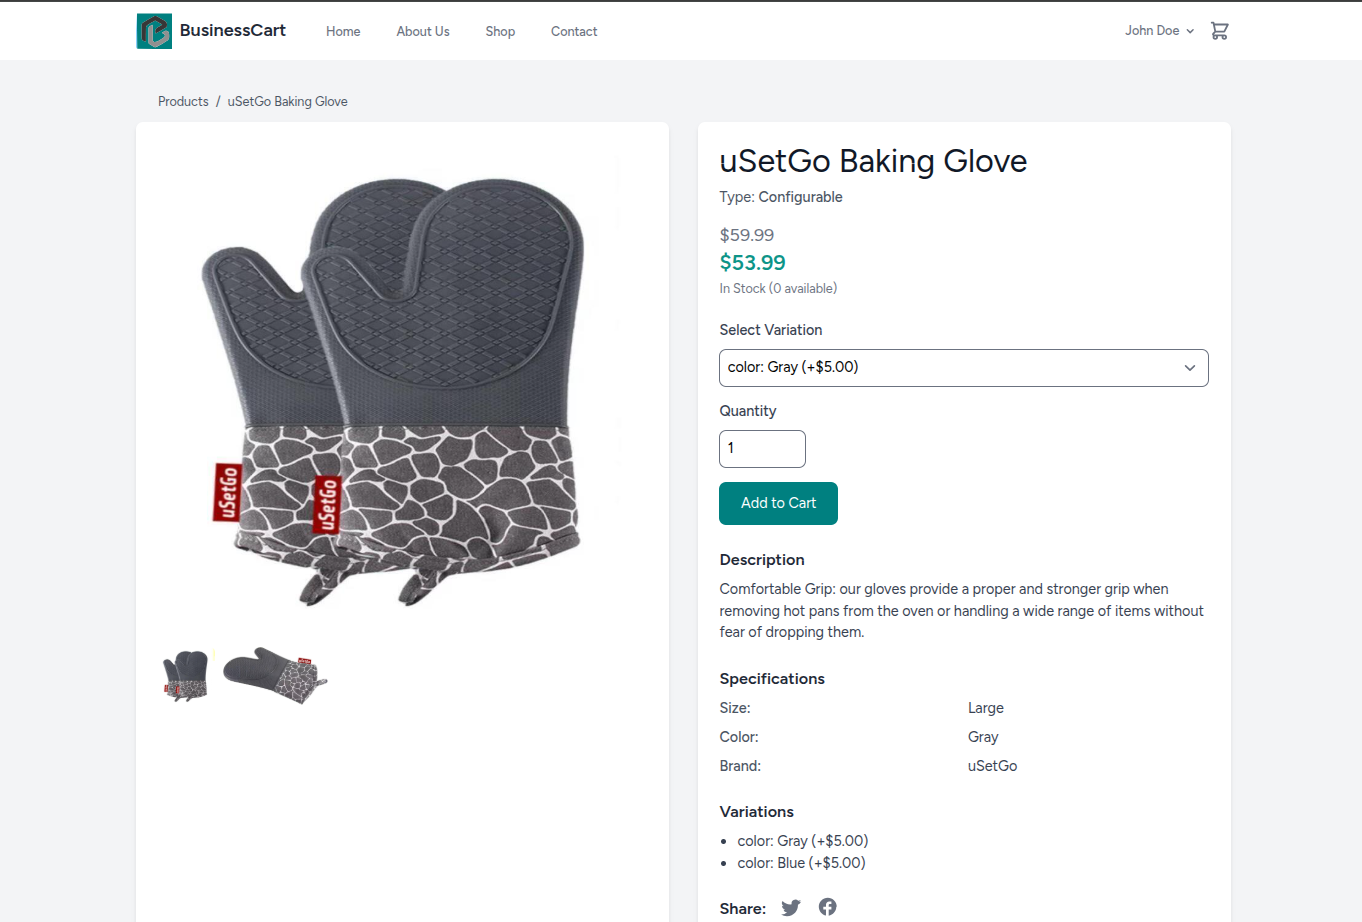 BusinessCart
Home
About Us
Shop
Contact
John Doe
Products / uSetGo Baking Glove
uSetGo
uSetGo
uSetGo Baking Glove
Type: Configurable
$59.99
$53.99
In Stock (0 available)
Select Variation
color: Gray (+$5.00)
Quantity
1
Add to Cart
Description
Comfortable Grip: our gloves provide a proper and stronger grip when
removing hot pans from the oven or handling a wide range of items without
fear of dropping them.
Specifications
Size: Large
Color: Gray
Brand: uSetGo
Variations
• color: Gray (+$5.00)
• color: Blue (+$5.00)
Share: